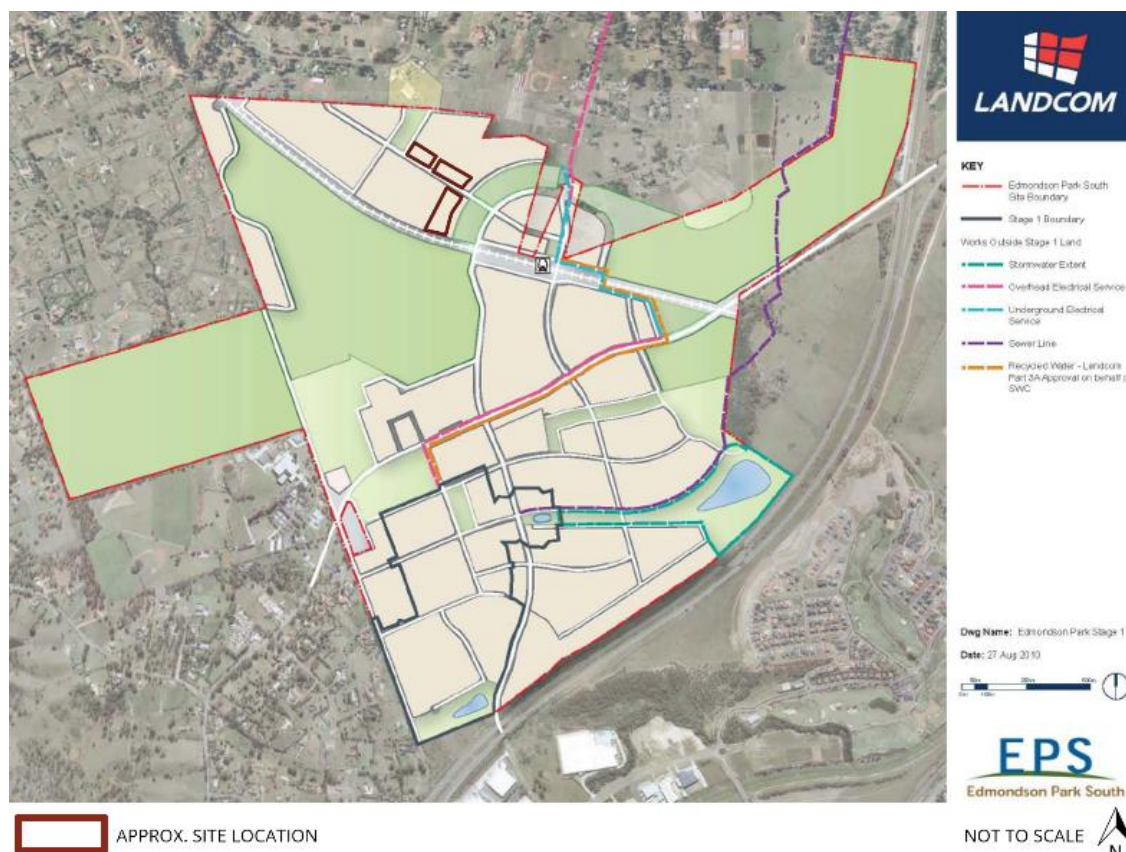 LANDCOM
KEY
Edmondson Park South
Site Boundary
Stage 1 Boundary
Works Outside Stage 1 Land
Stormwater Extent
Overhead Electrical Service
Underground Electrical
Service
Sewer Line
Recycled Water - Landcom
Part 3A Approval on behalf
SWC
Dwg Name: Edmondson Park Stage 1
Date: 27 Aug 2010
EPS
Edmondson Park South
APPROX. SITE LOCATION
NOT TO SCALE
N